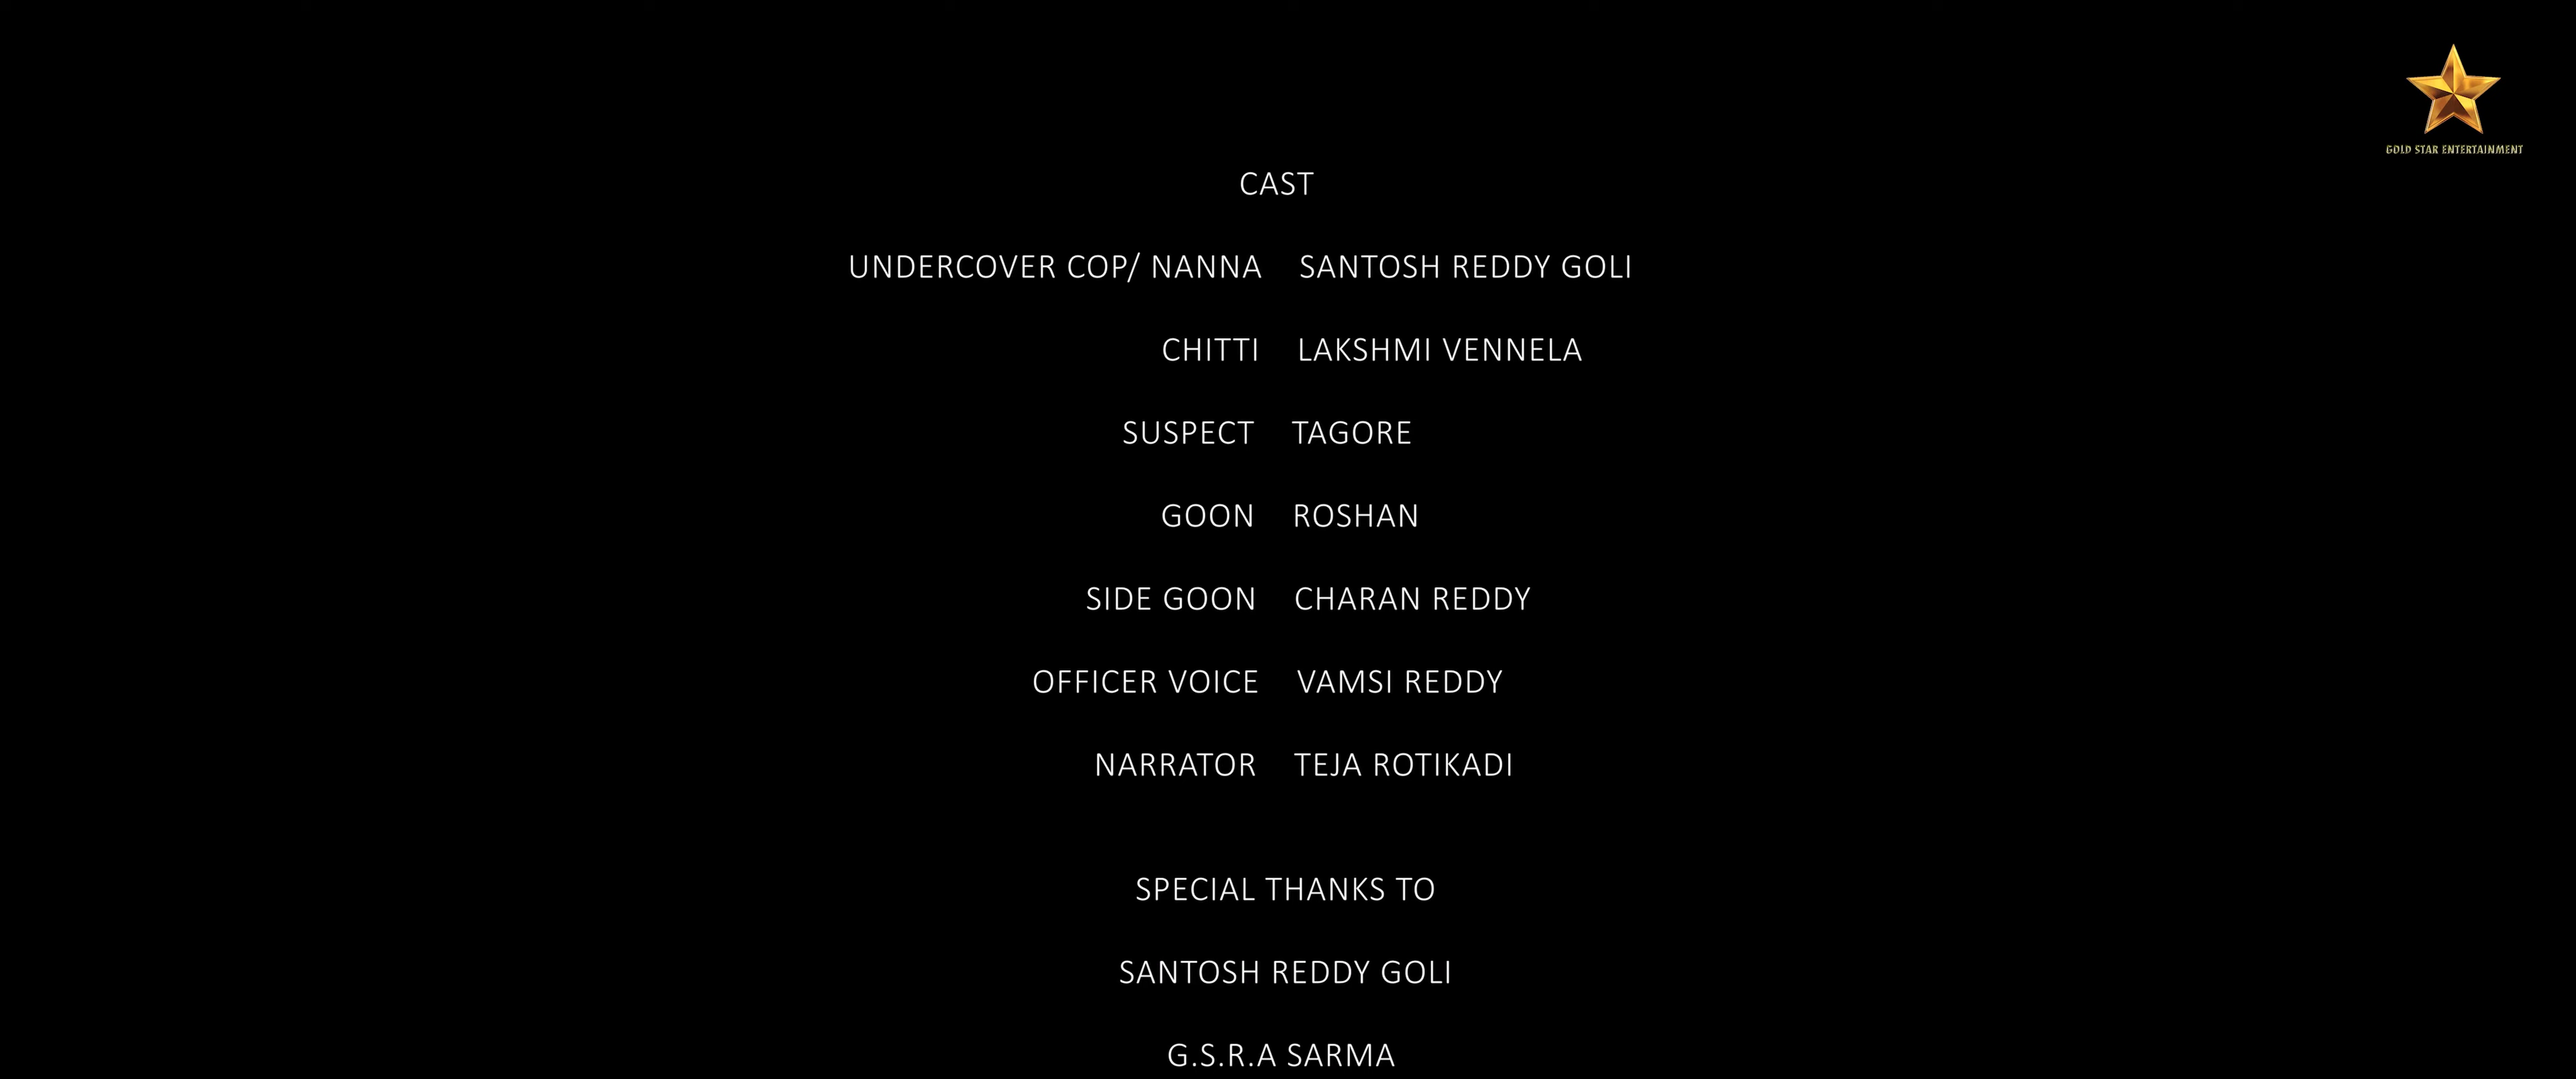 GOLD STAR ENTERTAINMENT
CAST
UNDERCOVER COP/ NANNA SANTOSH REDDY GOLI
CHITTI LAKSHMI VENNELA
SUSPECT TAGORE
GOON ROSHAN
SIDE GOON CHARAN REDDY
OFFICER VOICE VAMSI REDDY
NARRATOR TEJA ROTIKADI
SPECIAL THANKS TO
SANTOSH REDDY GOLI
G.S.R.A SARMA